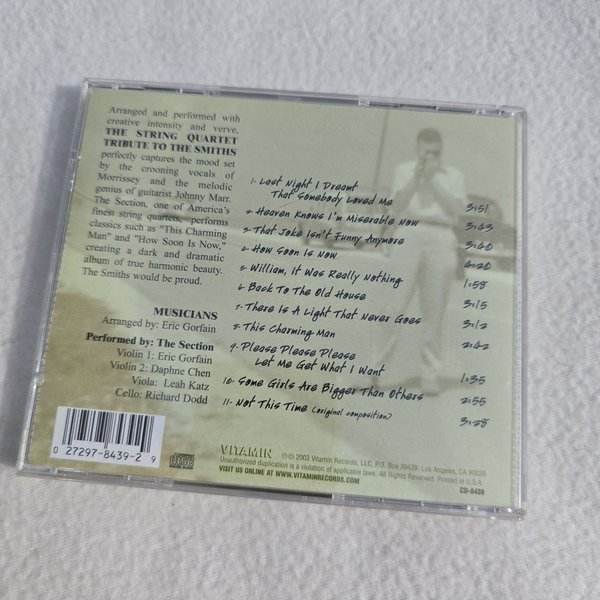 Arranged and performed with
creative intensity and verve,
THE STRING QUARTET
TRIBUTE TO THE SMITHS
perfectly captures the mood set
by the crooning vocals of
Morrissey and the melodic
genius of guitarist Johnny Marr.
The Section, one of America's
finest string quartets, performs
classics such as "This Charming
Man" and "How Soon Is Now,"
creating a dark and dramatic
album of true harmonic beauty.
The Smiths would be proud.
MUSICIANS
Arranged by: Eric Gorfain
Performed by: The Section
Violin 1: Eric Gorfain
Violin 2: Daphne Chen
Viola: Leah Katz
Cello: Richard Dodd
1- Last Night I Dreamt
That Somebody Loved Me 3:51
2- Heaven Knows I'm Miserable Now 3:43
3- That Joke Isn't Funny Anymore 3:40
4- How Soon Is Now 4:20
5- William, It Was Really Nothing 1:58
6- Back To The Old House 3:15
7- There Is A Light That Never Goes 3:12
8- This Charming Man 2:42
9- Please Please Please
Let Me Get What I Want 1:35
10- Some Girls Are Bigger Than Others 2:55
11- Not This Time (original composition) 3:28
0 27297-8439-2 9
VITAMIN
℗ © 2003 Vitamin Records, LLC, P.O. Box 39439, Los Angeles, CA 90039.
Unauthorized duplication is a violation of applicable laws. All Rights Reserved. Printed in U.S.A.
VISIT US ONLINE AT WWW.VITAMINRECORDS.COM
CD-8439